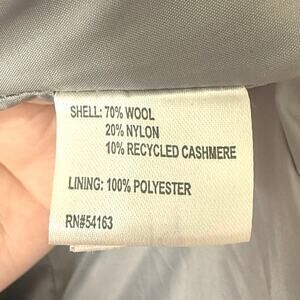 SHELL: 70% WOOL
20% NYLON
10% RECYCLED CASHMERE
LINING: 100% POLYESTER
RN#54163